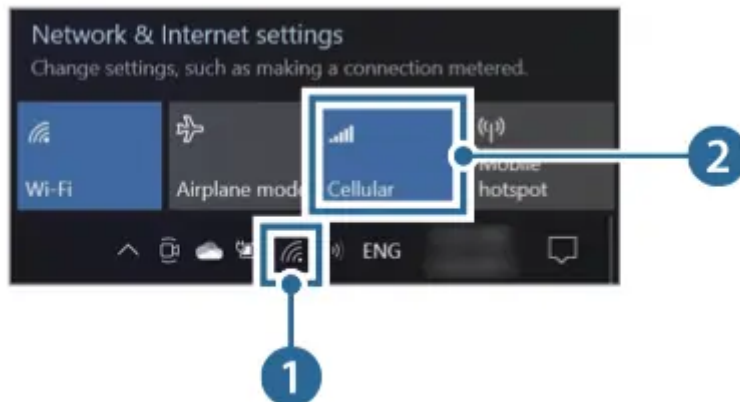 Network & Internet settings
Change settings, such as making a connection metered.
Wi-Fi
Airplane mode
Cellular
Mobile
hotspot
ENG
1
2